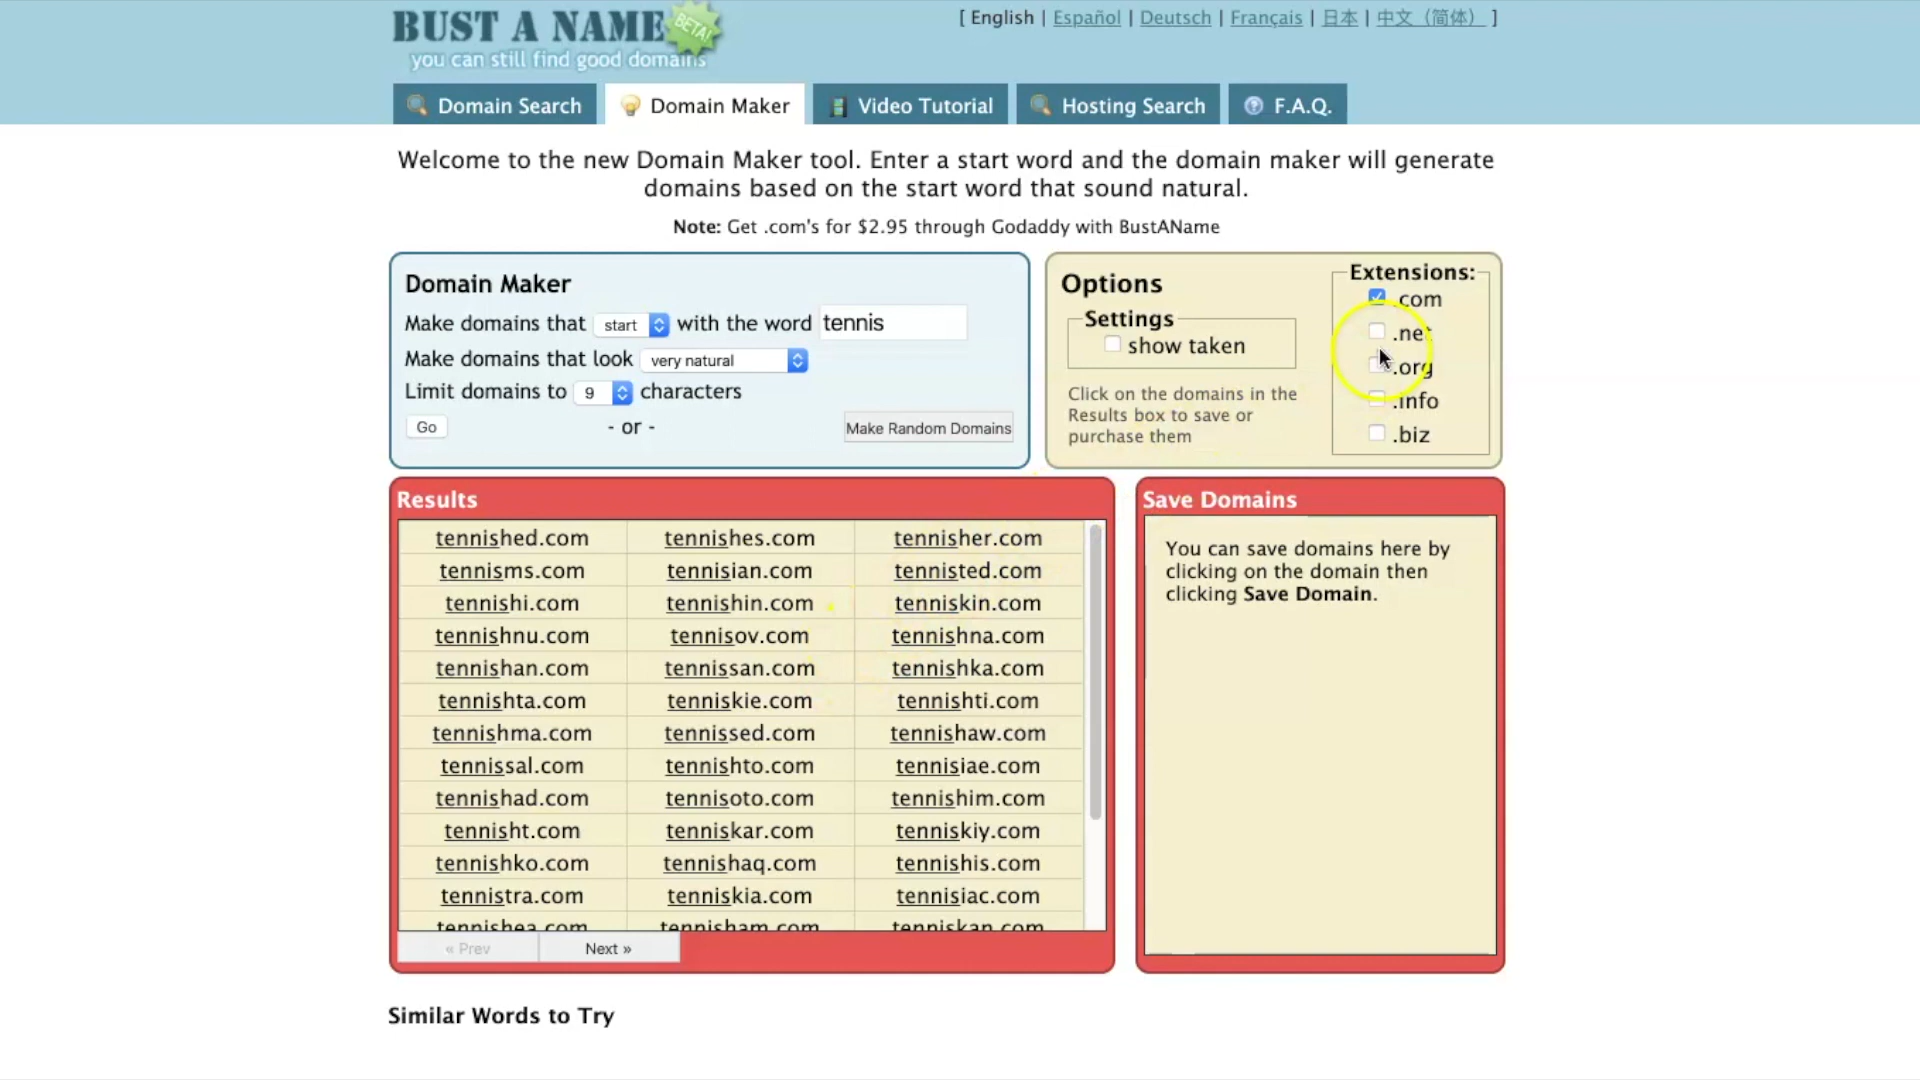 BUST A NAME
BETA!
you can still find good domains
[ English | Español | Deutsch | Français | 日本 | 中文（简体） ]
Domain Search
Domain Maker
Video Tutorial
Hosting Search
F.A.Q.
Welcome to the new Domain Maker tool. Enter a start word and the domain maker will generate
domains based on the start word that sound natural.
Note: Get .com's for $2.95 through Godaddy with BustAName
Domain Maker
Make domains that start with the word tennis
Make domains that look very natural
Limit domains to 9 characters
Go - or - Make Random Domains
Options
Settings
show taken
Click on the domains in the
Results box to save or
purchase them
Extensions:
.com
.net
.org
.info
.biz
Results
tennished.com tennishes.com tennisher.com
tennisms.com tennisian.com tennisted.com
tennishi.com tennishin.com tenniskin.com
tennishnu.com tennisov.com tennishna.com
tennishan.com tennissan.com tennishka.com
tennishta.com tenniskie.com tennishti.com
tennishma.com tennissed.com tennishaw.com
tennissal.com tennishto.com tennisiae.com
tennishad.com tennisoto.com tennishim.com
tennisht.com tenniskar.com tenniskiy.com
tennishko.com tennishaq.com tennishis.com
tennistra.com tenniskia.com tennisiac.com
tennishea.com tennisham.com tenniskan.com
« Prev Next »
Save Domains
You can save domains here by
clicking on the domain then
clicking Save Domain.
Similar Words to Try